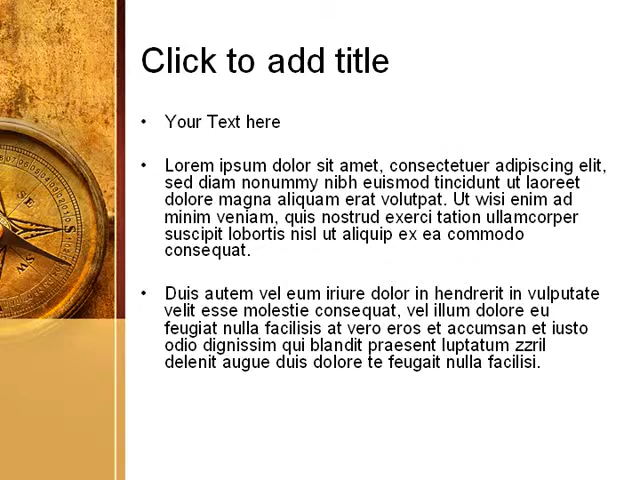 Click to add title
• Your Text here
• Lorem ipsum dolor sit amet, consectetuer adipiscing elit,
sed diam nonummy nibh euismod tincidunt ut laoreet
dolore magna aliquam erat volutpat. Ut wisi enim ad
minim veniam, quis nostrud exerci tation ullamcorper
suscipit lobortis nisl ut aliquip ex ea commodo
consequat.
• Duis autem vel eum iriure dolor in hendrerit in vulputate
velit esse molestie consequat, vel illum dolore eu
feugiat nulla facilisis at vero eros et accumsan et iusto
odio dignissim qui blandit praesent luptatum zzril
delenit augue duis dolore te feugait nulla facilisi.
SE
S
SW